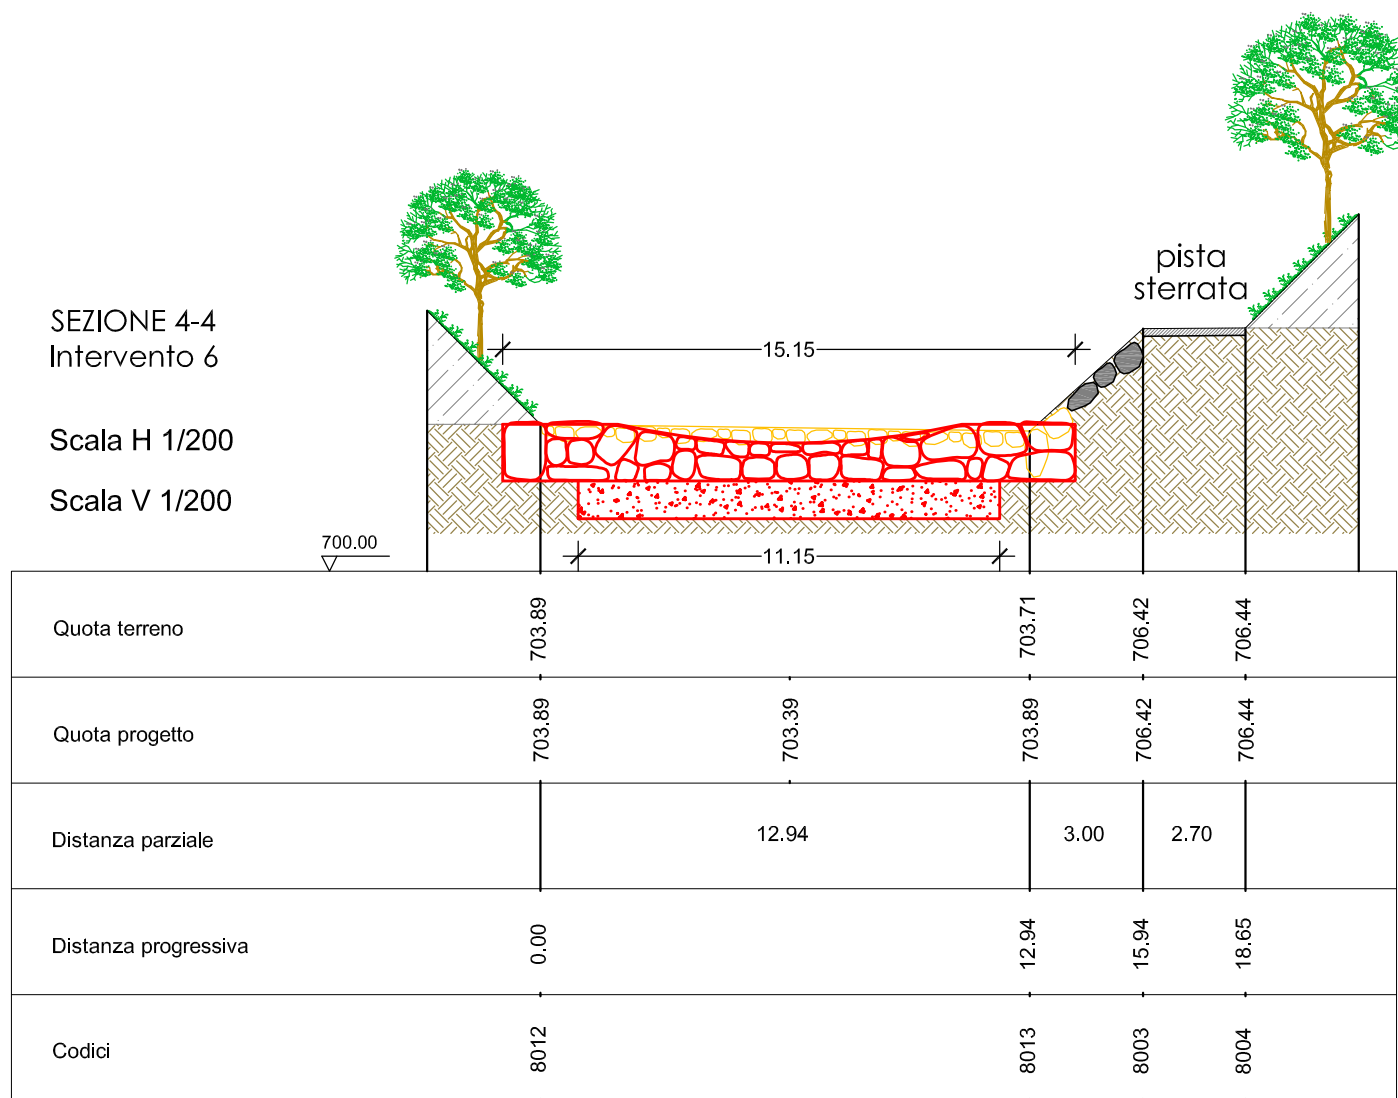 pista
sterrata
SEZIONE 4-4
Intervento 6
15.15
Scala H 1/200
Scala V 1/200
700.00
11.15
Quota terreno 703.89 703.71 706.42 706.44
Quota progetto 703.89 703.39 703.89 706.42 706.44
Distanza parziale 12.94 3.00 2.70
Distanza progressiva 0.00 12.94 15.94 18.65
Codici 8012 8013 8003 8004